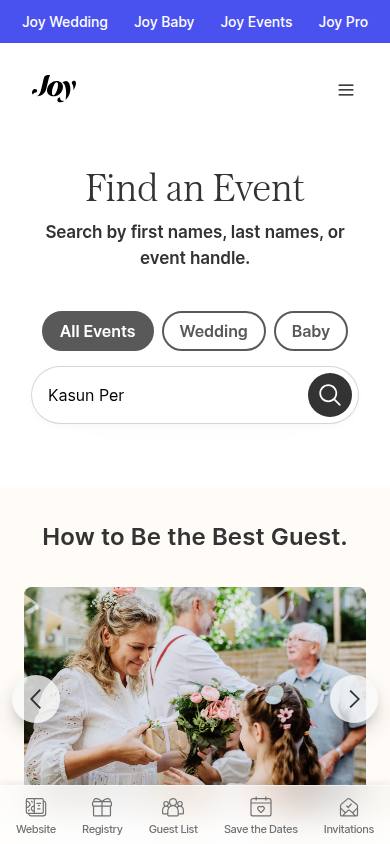 Joy Wedding Joy Baby Joy Events Joy Pro
Joy
Find an Event
Search by first names, last names, or
event handle.
All Events Wedding Baby
Kasun Per
How to Be the Best Guest.
Website Registry Guest List Save the Dates Invitations